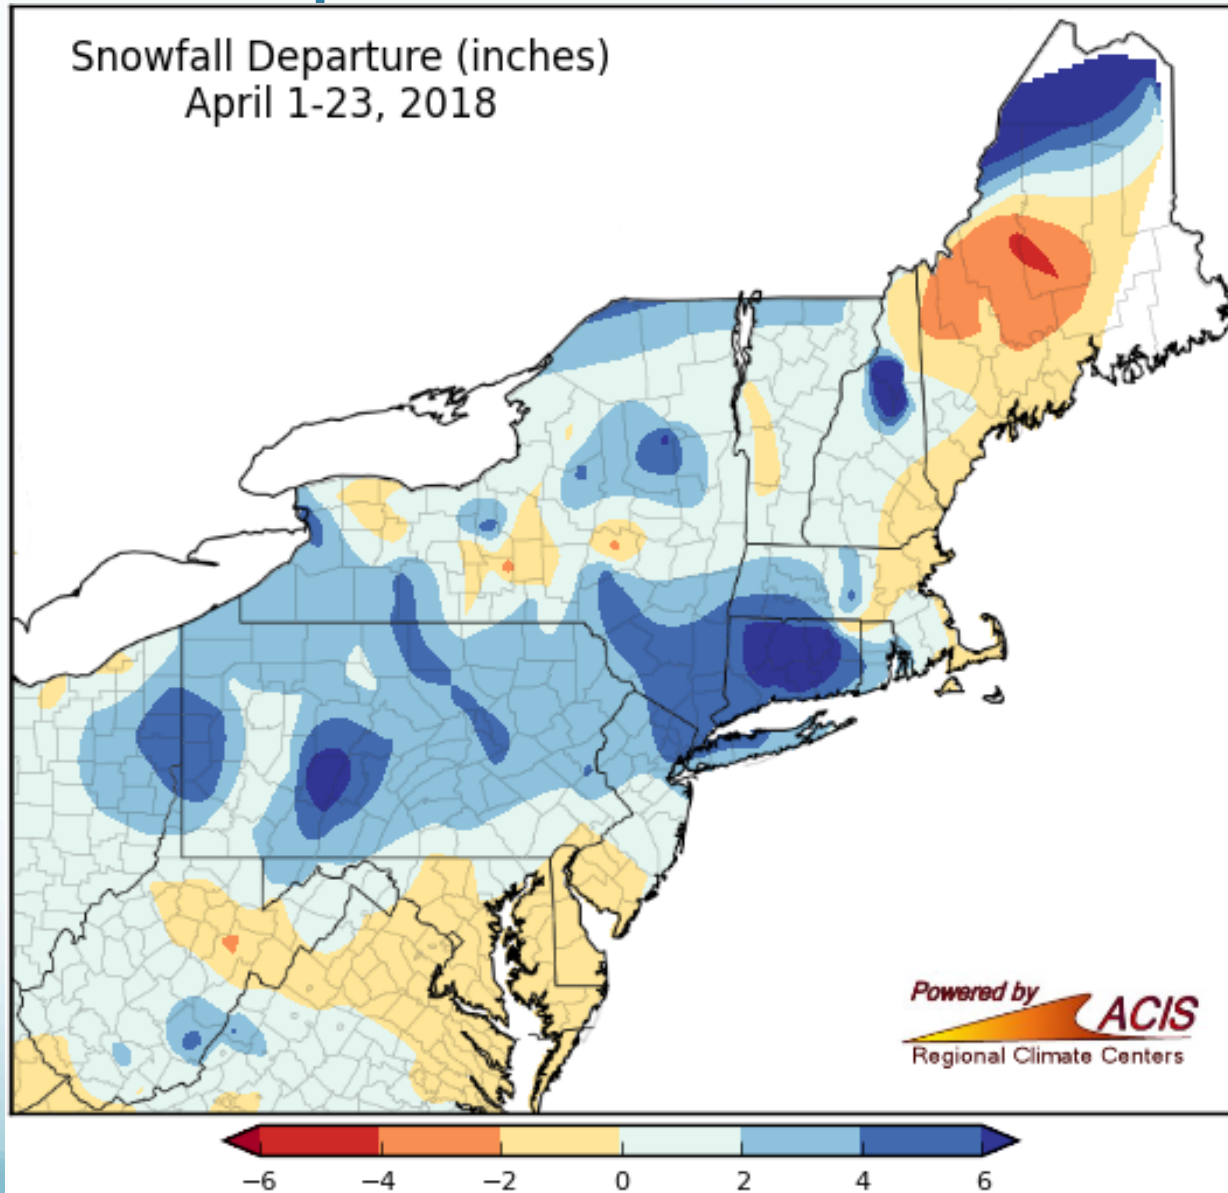 Snowfall Departure (inches)
April 1-23, 2018
Powered by
ACIS
Regional Climate Centers
−6 −4 −2 0 2 4 6